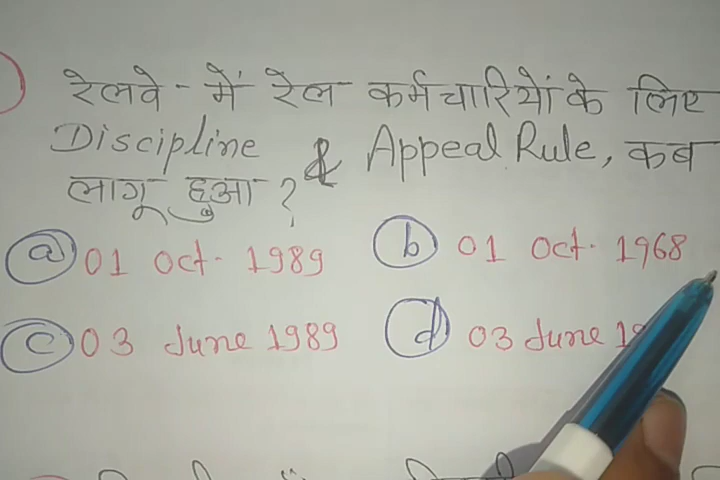 रेलवे - में रेल कर्मचारियों के लिए
Discipline & Appeal Rule, कब
लागू हुआ ?
(a) 01 Oct. 1989 (b) 01 Oct. 1968
(c) 03 June 1989 (d) 03 June